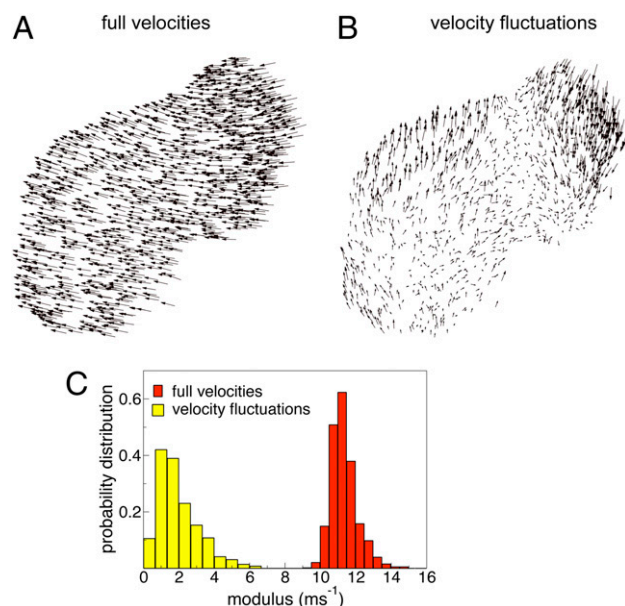 A full velocities
B velocity fluctuations
C
full velocities
velocity fluctuations
probability distribution
0.6
0.4
0.2
0 2 4 6 8 10 12 14 16
modulus (ms⁻¹)